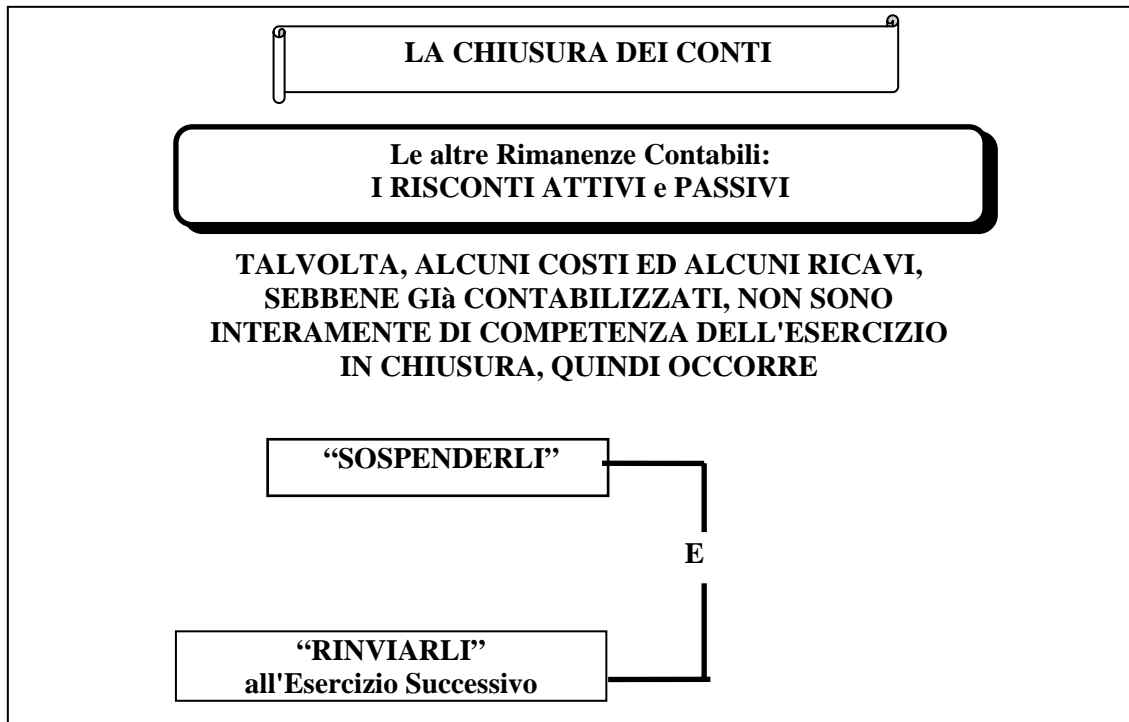 LA CHIUSURA DEI CONTI
Le altre Rimanenze Contabili:
I RISCONTI ATTIVI e PASSIVI
TALVOLTA, ALCUNI COSTI ED ALCUNI RICAVI,
SEBBENE GIà CONTABILIZZATI, NON SONO
INTERAMENTE DI COMPETENZA DELL'ESERCIZIO
IN CHIUSURA, QUINDI OCCORRE
“SOSPENDERLI”
E
“RINVIARLI”
all'Esercizio Successivo